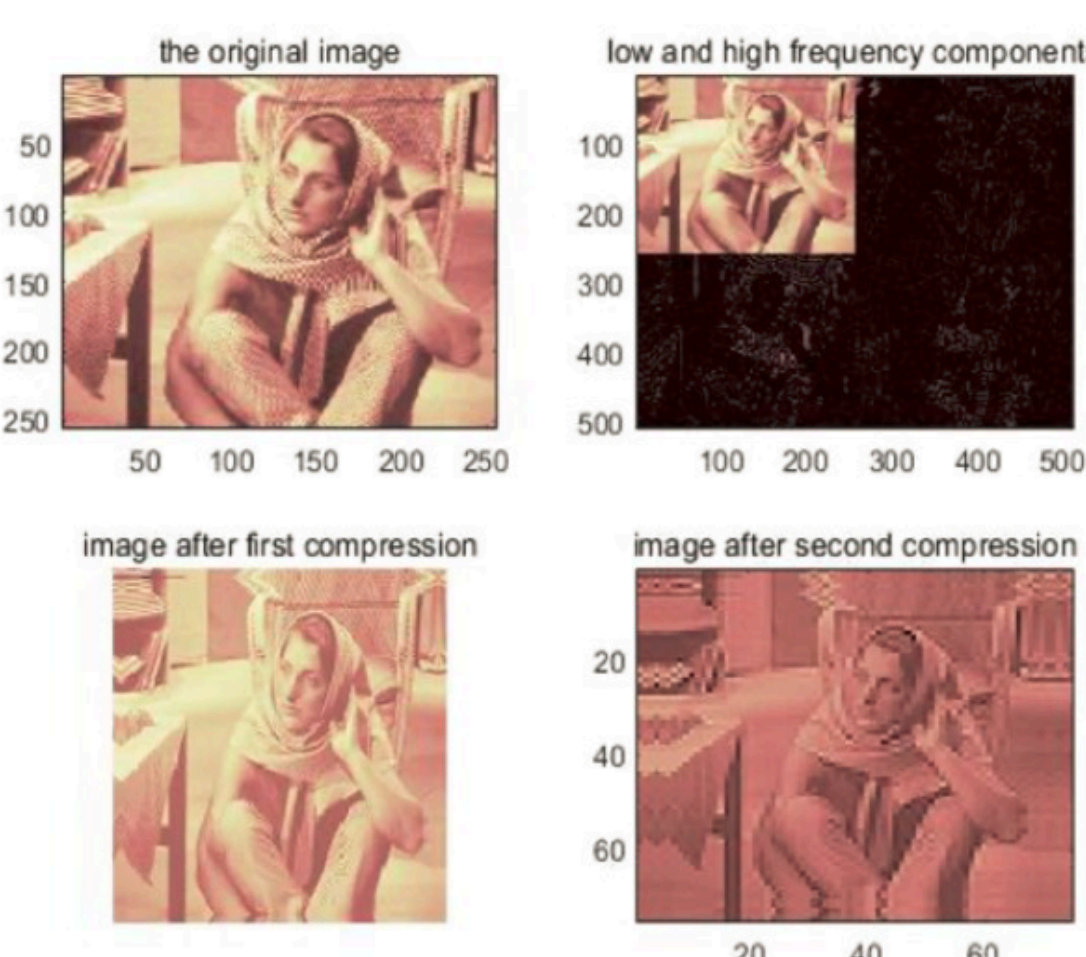 the original image
50
100
150
200
250
50 100 150 200 250
low and high frequency component
100
200
300
400
500
100 200 300 400 500
image after first compression
image after second compression
20
40
60
20 40 60